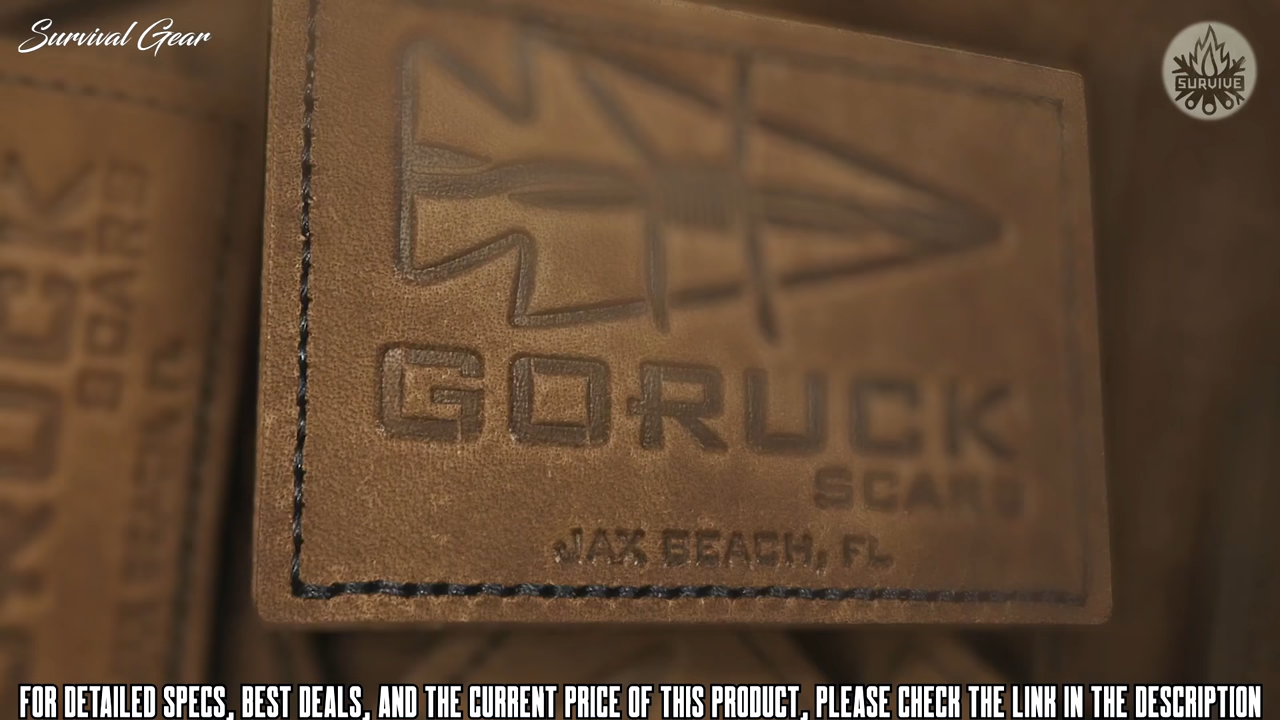 Survival Gear
SURVIVE
GORUCK
SCARS
JAX BEACH, FL
SCARS
FOR DETAILED SPECS, BEST DEALS, AND THE CURRENT PRICE OF THIS PRODUCT, PLEASE CHECK THE LINK IN THE DESCRIPTION